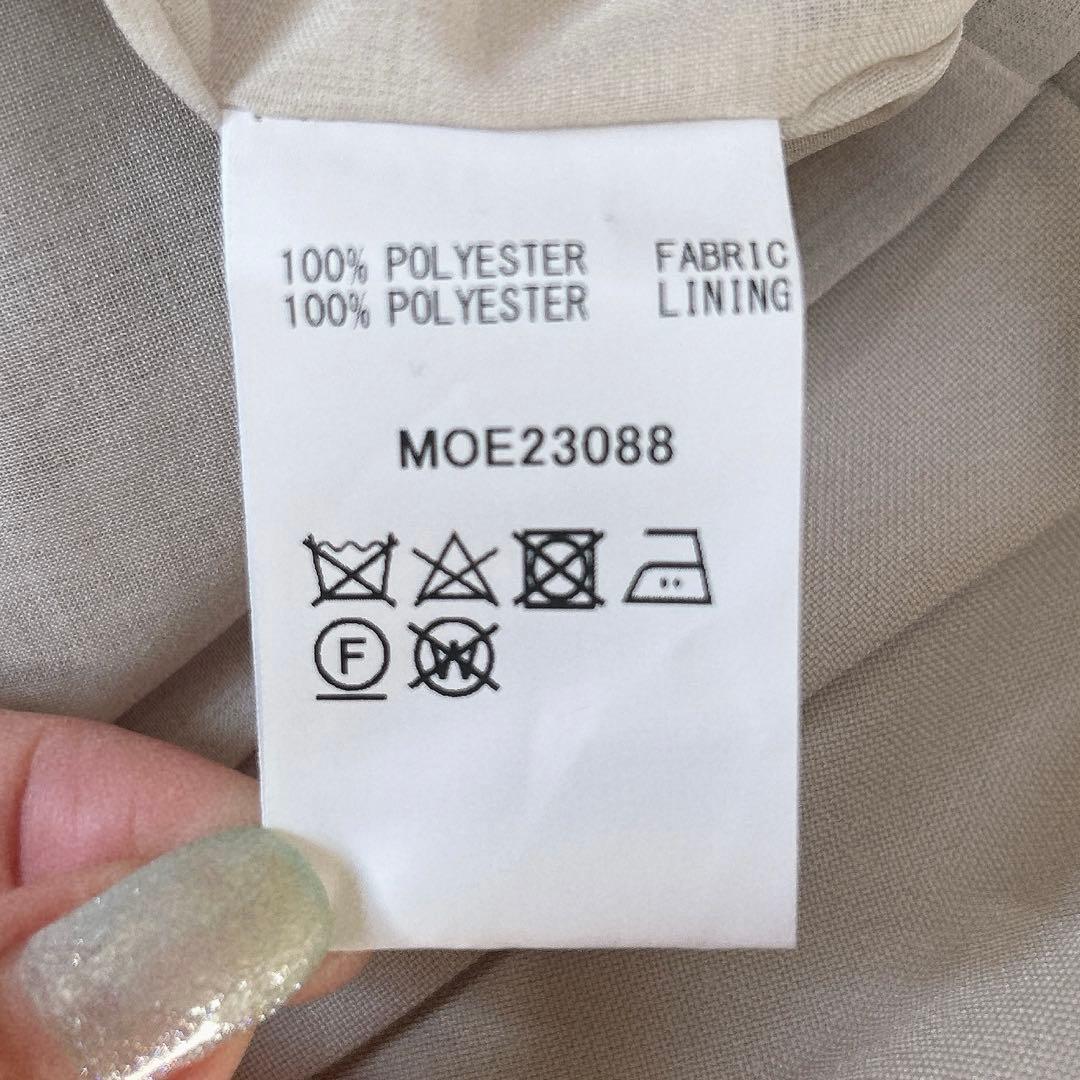 100% POLYESTER FABRIC
100% POLYESTER LINING
MOE23088
F W